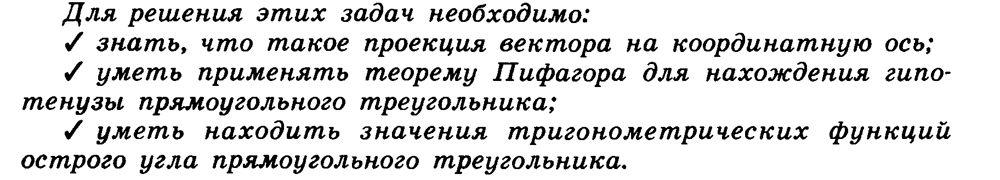 Для решения этих задач необходимо:
✓ знать, что такое проекция вектора на координатную ось;
✓ уметь применять теорему Пифагора для нахождения гипо-
тенузы прямоугольного треугольника;
✓ уметь находить значения тригонометрических функций
острого угла прямоугольного треугольника.